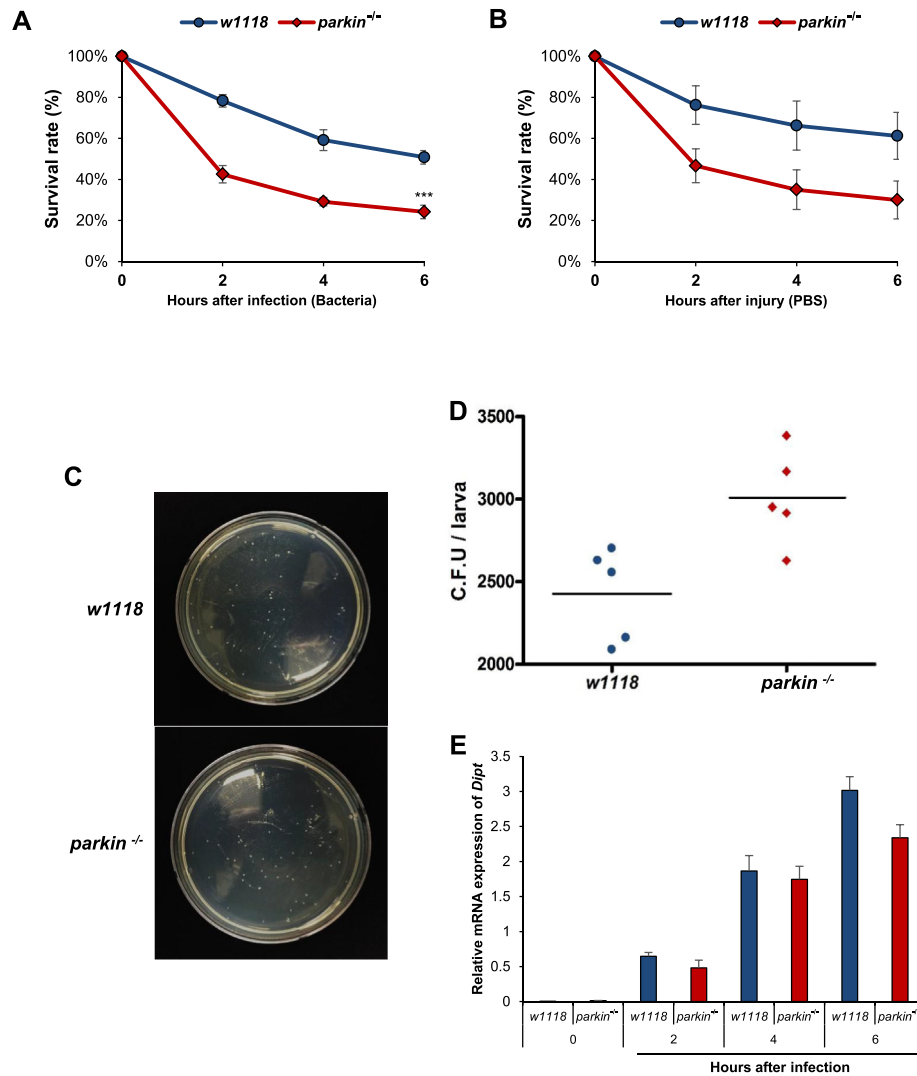 A
w1118 parkin-/-
Survival rate (%)
100%
80%
60%
40%
20%
0%
***
0 2 4 6
Hours after infection (Bacteria)
B
w1118 parkin-/-
Survival rate (%)
100%
80%
60%
40%
20%
0%
0 2 4 6
Hours after injury (PBS)
C
w1118
parkin -/-
D
C.F.U / larva
3500
3000
2500
2000
w1118 parkin -/-
E
Relative mRNA expression of Dipt
3.5
3
2.5
2
1.5
1
0.5
0
w1118 parkin-/- w1118 parkin-/- w1118 parkin-/- w1118 parkin-/-
0 2 4 6
Hours after infection